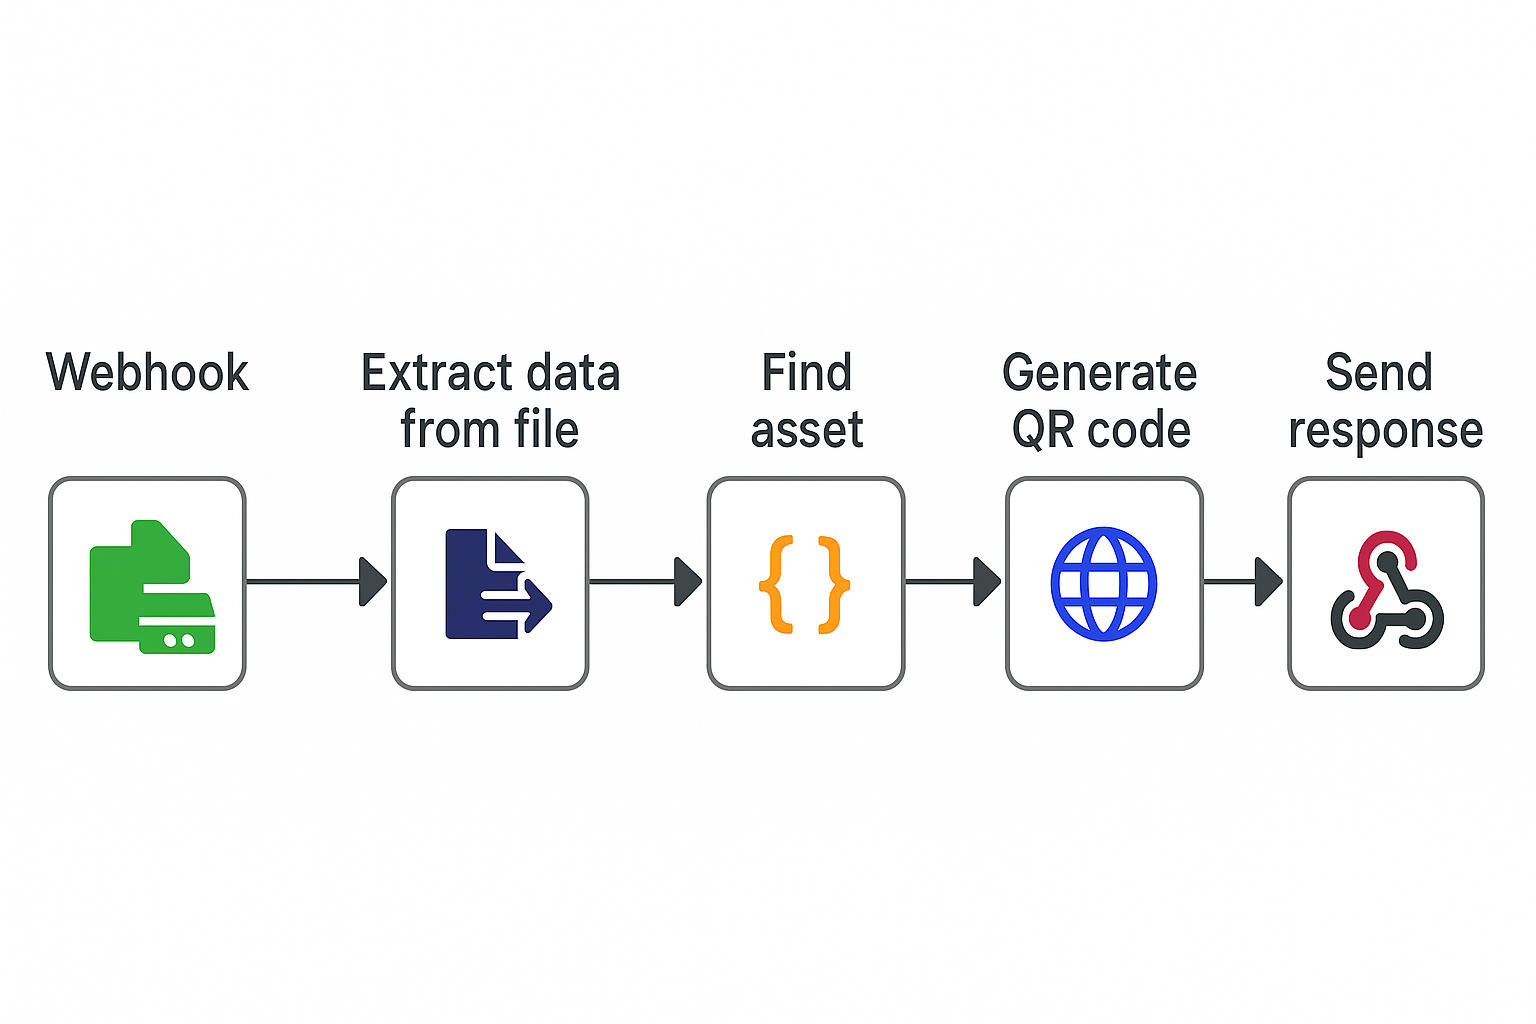 Webhook
Extract data
from file
Find
asset
Generate
QR code
Send
response